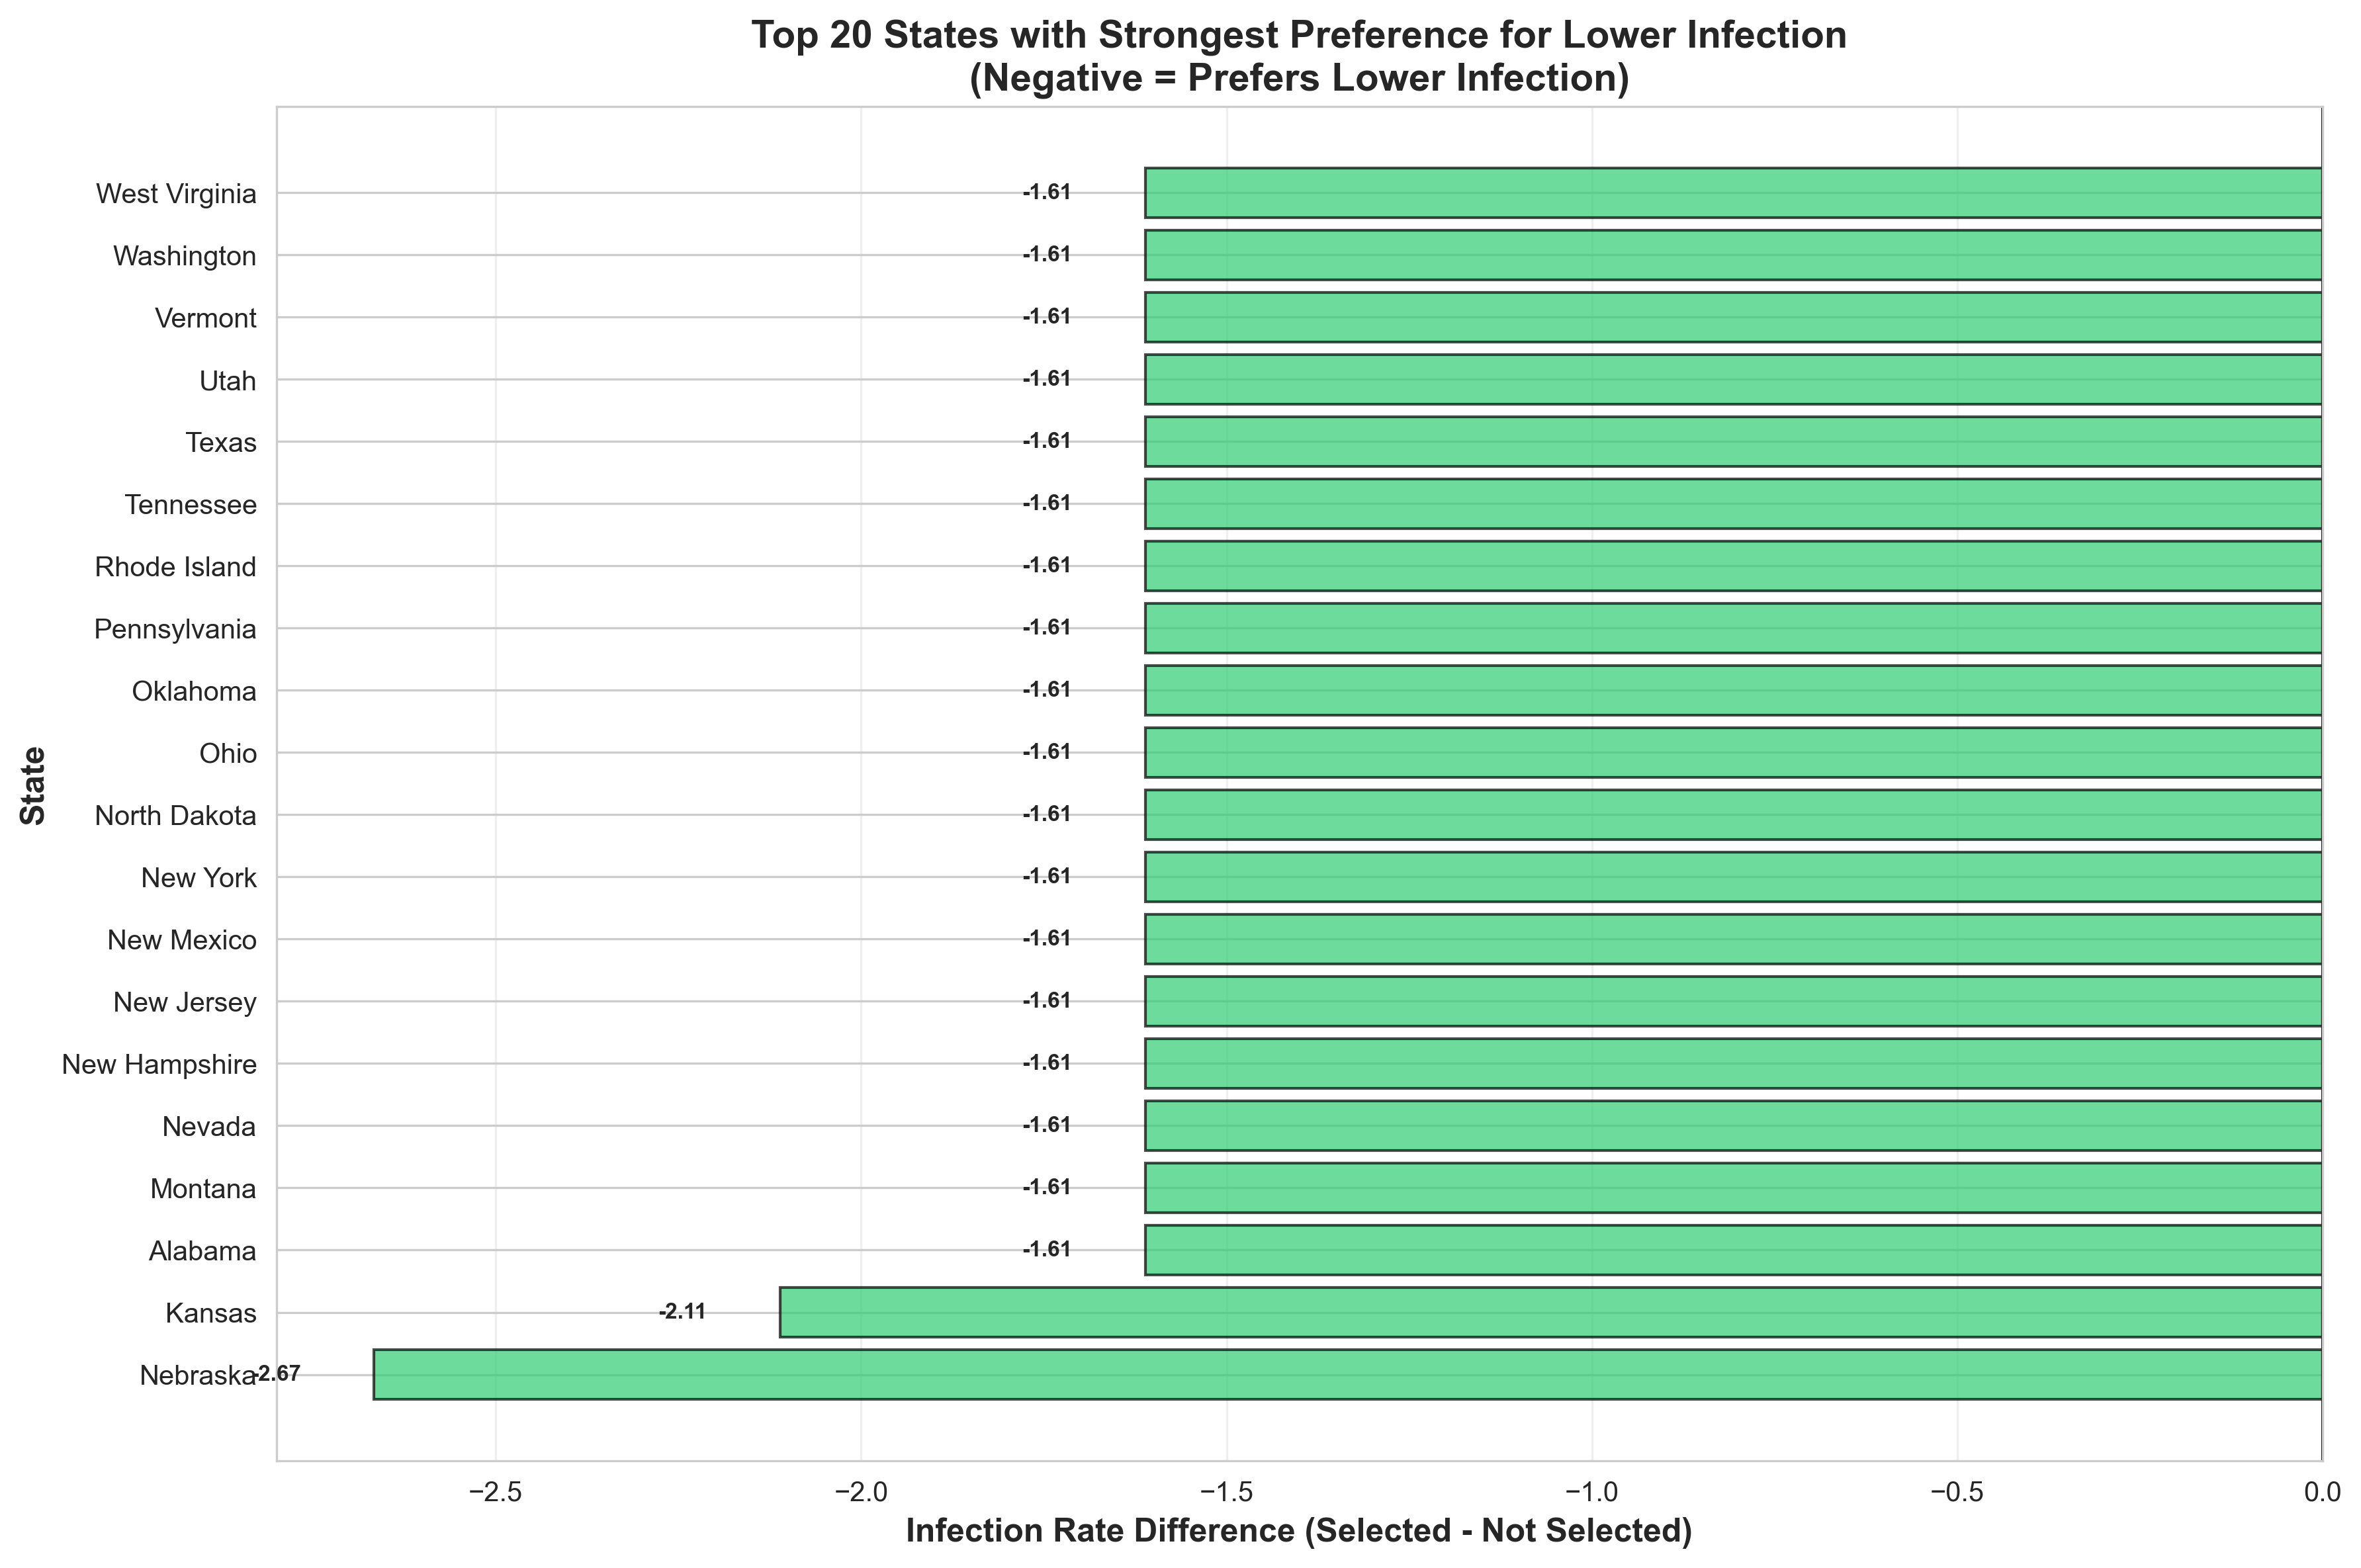 Top 20 States with Strongest Preference for Lower Infection
(Negative = Prefers Lower Infection)
State
West Virginia -1.61
Washington -1.61
Vermont -1.61
Utah -1.61
Texas -1.61
Tennessee -1.61
Rhode Island -1.61
Pennsylvania -1.61
Oklahoma -1.61
Ohio -1.61
North Dakota -1.61
New York -1.61
New Mexico -1.61
New Jersey -1.61
New Hampshire -1.61
Nevada -1.61
Montana -1.61
Alabama -1.61
Kansas -2.11
Nebraska -2.67
−2.5 −2.0 −1.5 −1.0 −0.5 0.0
Infection Rate Difference (Selected - Not Selected)